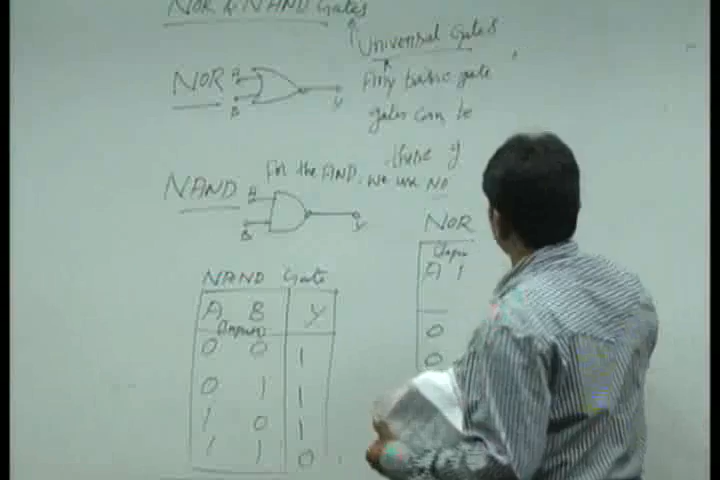 NOR & NAND Gates
Universal Gates
NOR A
B
Y
Any basic gate
gates can be
these
For the AND, we use NO
NAND A
B
Y
NAND Gate
A B Y
(Inputs)
0 0 1
0 1 1
1 0 1
1 1 0
NOR
A
0
0